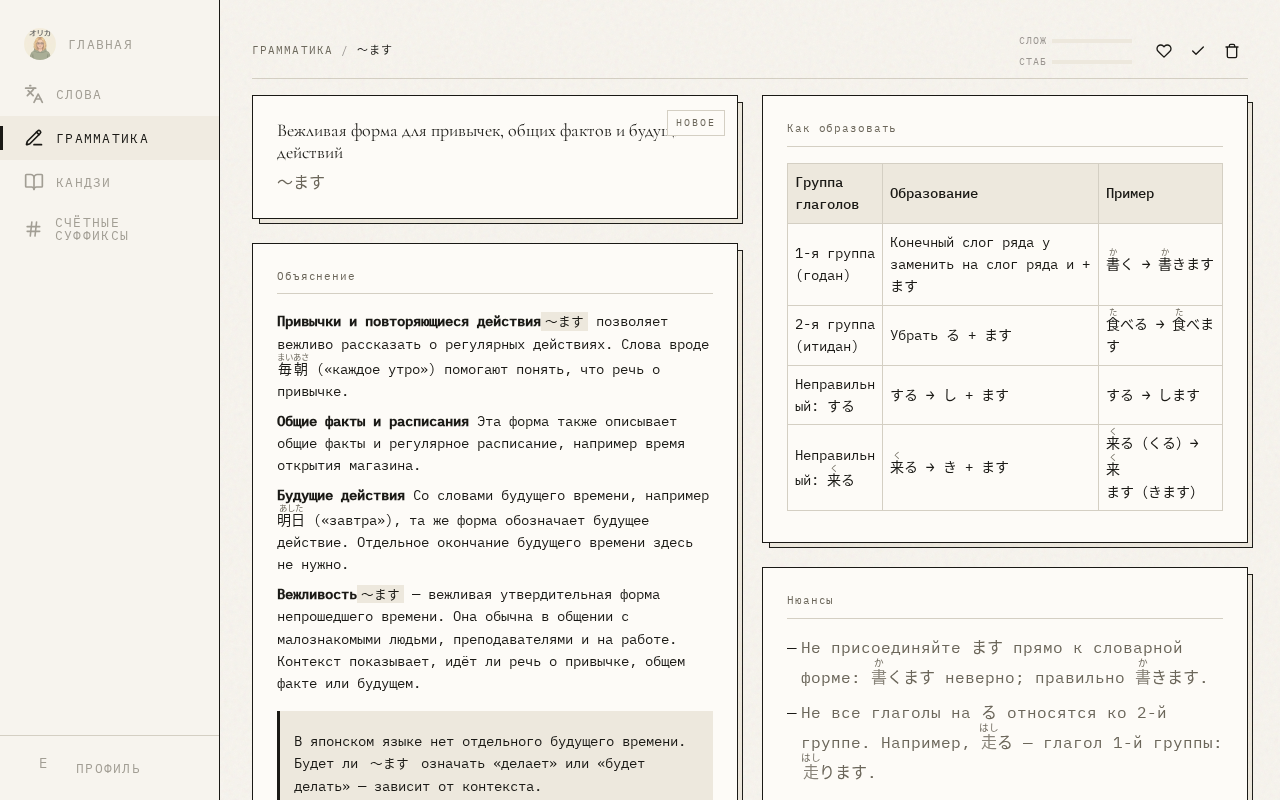 オリカ
ГЛАВНАЯ
СЛОВА
ГРАММАТИКА
КАНДЗИ
СЧЁТНЫЕ
СУФФИКСЫ
Е
ПРОФИЛЬ
ГРАММАТИКА / 〜ます
СЛОЖ
СТАБ
НОВОЕ
Вежливая форма для привычек, общих фактов и
действий
〜ます
Объяснение
Привычки и повторяющиеся действия 〜ます позволяет
вежливо рассказать о регулярных действиях. Слова вроде
まいあさ
毎朝 («каждое утро») помогают понять, что речь о
привычке.
Общие факты и расписания Эта форма также описывает
общие факты и регулярное расписание, например время
открытия магазина.
Будущие действия Со словами будущего времени, например
あした
明日 («завтра»), та же форма обозначает будущее
действие. Отдельное окончание будущего времени здесь
не нужно.
Вежливость 〜ます — вежливая утвердительная форма
непрошедшего времени. Она обычна в общении с
малознакомыми людьми, преподавателями и на работе.
Контекст показывает, идёт ли речь о привычке, общем
факте или будущем.
В японском языке нет отдельного будущего времени.
Будет ли 〜ます означать «делает» или «будет
делать» — зависит от контекста.
Как образовать
Группа
глаголов
Образование
Пример
1-я группа
(годан)
Конечный слог ряда у
заменить на слог ряда и +
ます
か か
書く → 書きます
2-я группа
(итидан)
Убрать る + ます
た た
食べる → 食べま
す
Неправильн
ый: する
する → し + ます
する → します
Неправильн
く
ый: 来る
く
来る → き + ます
く
来る（くる）→
く
来
ます（きます）
Нюансы
— Не присоединяйте ます прямо к словарной
か か
форме: 書くます неверно; правильно 書きます.
— Не все глаголы на る относятся ко 2-й
はし
группе. Например, 走る — глагол 1-й группы:
はし
走ります.